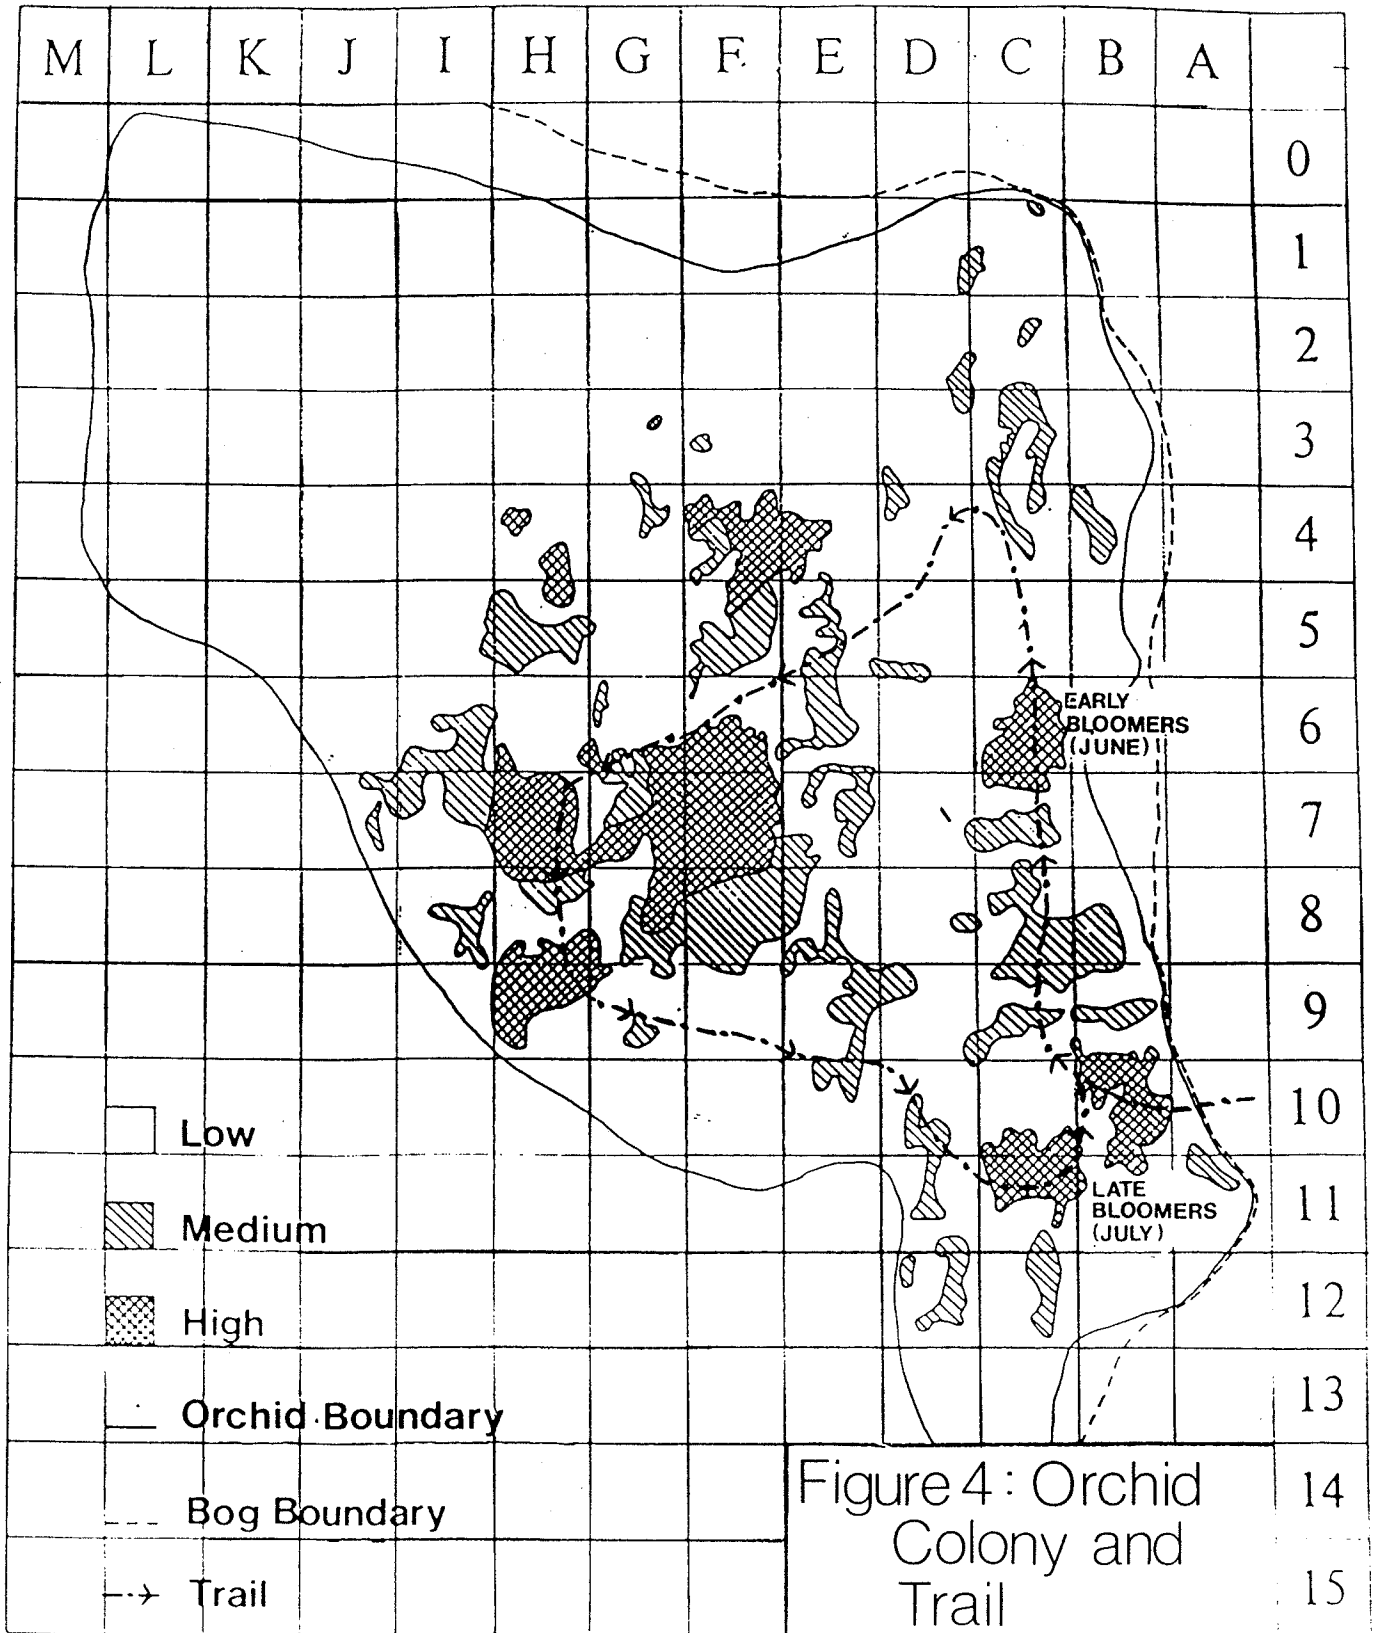 M L K J I H G F E D C B A
0
1
2
3
4
5
EARLY
BLOOMERS
(JUNE)
6
7
8
9
10
LATE
BLOOMERS
(JULY)
11
12
13
14
15
Low
Medium
High
Orchid Boundary
Bog Boundary
Trail
Figure 4: Orchid
Colony and
Trail